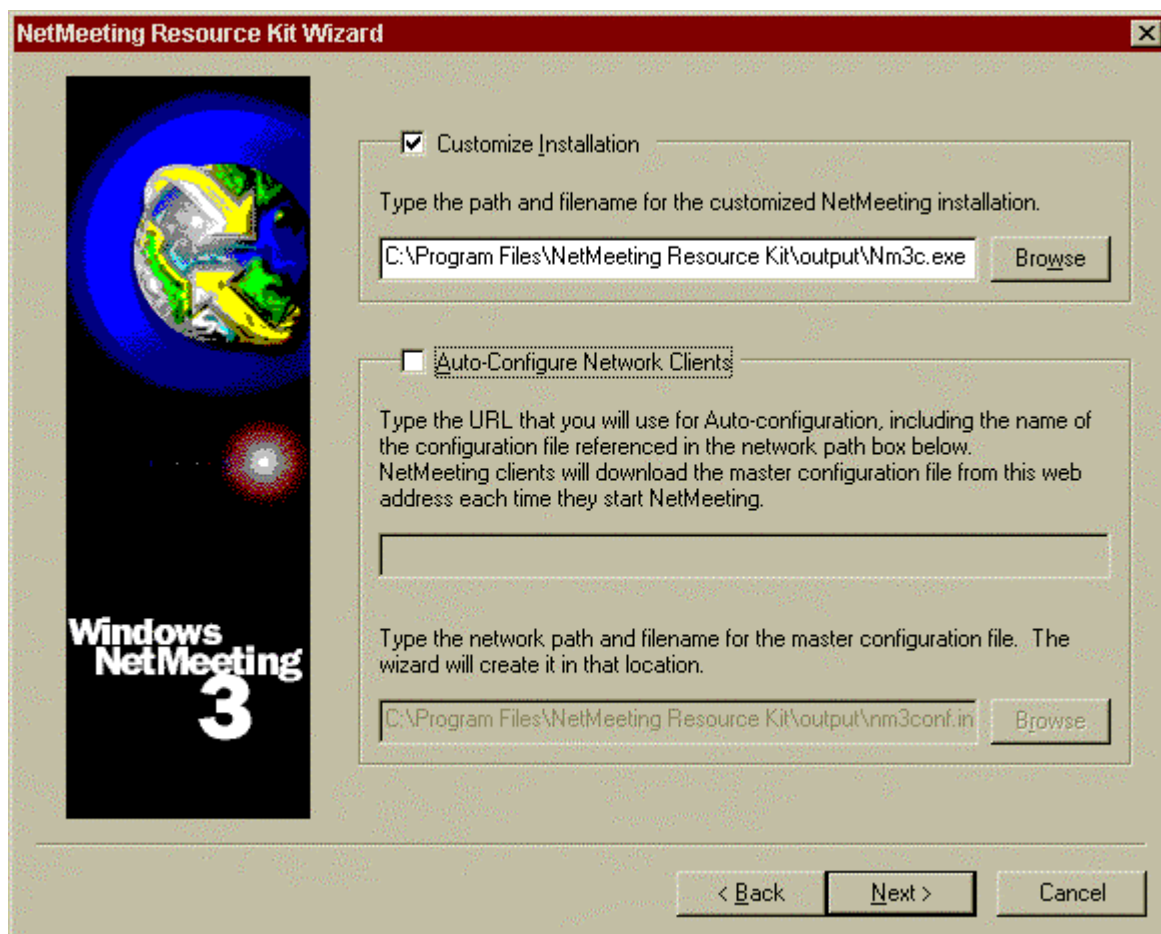 NetMeeting Resource Kit Wizard
Customize Installation
Type the path and filename for the customized NetMeeting installation.
C:\Program Files\NetMeeting Resource Kit\output\Nm3c.exe
Browse
Auto-Configure Network Clients
Type the URL that you will use for Auto-configuration, including the name of
the configuration file referenced in the network path box below.
NetMeeting clients will download the master configuration file from this web
address each time they start NetMeeting.
Type the network path and filename for the master configuration file. The
wizard will create it in that location.
C:\Program Files\NetMeeting Resource Kit\output\nm3conf.in
Browse
Windows
NetMeeting
3
< Back
Next >
Cancel